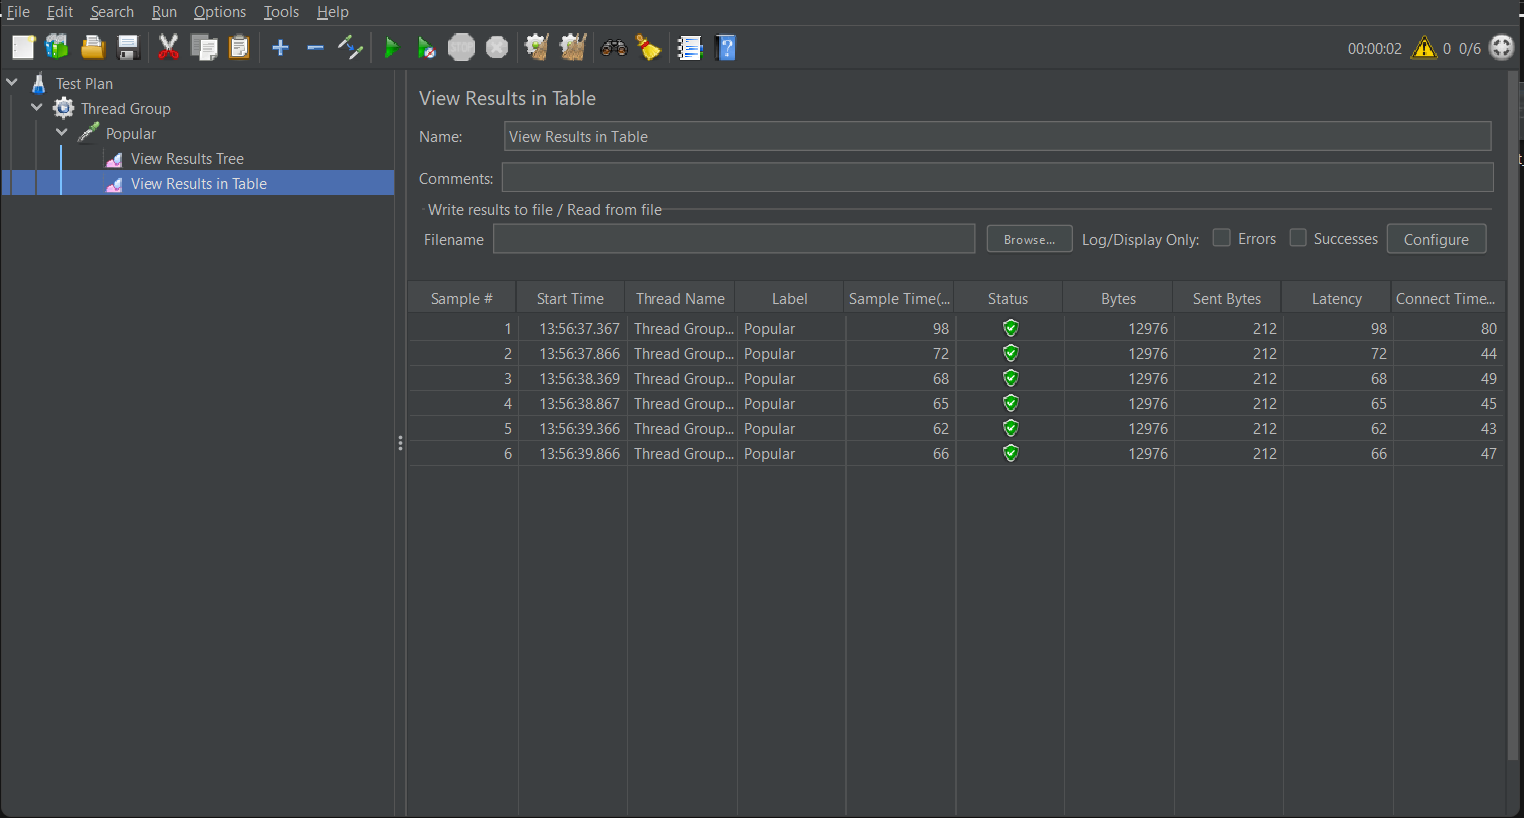 File Edit Search Run Options Tools Help
STOP 00:00:02 0 0/6
Test Plan
Thread Group
Popular
View Results Tree
View Results in Table
View Results in Table
Name: View Results in Table
Comments:
Write results to file / Read from file
Filename Browse... Log/Display Only: Errors Successes Configure
Sample # Start Time Thread Name Label Sample Time(... Status Bytes Sent Bytes Latency Connect Time...
1 13:56:37.367 Thread Group... Popular 98 12976 212 98 80
2 13:56:37.866 Thread Group... Popular 72 12976 212 72 44
3 13:56:38.369 Thread Group... Popular 68 12976 212 68 49
4 13:56:38.867 Thread Group... Popular 65 12976 212 65 45
5 13:56:39.366 Thread Group... Popular 62 12976 212 62 43
6 13:56:39.866 Thread Group... Popular 66 12976 212 66 47